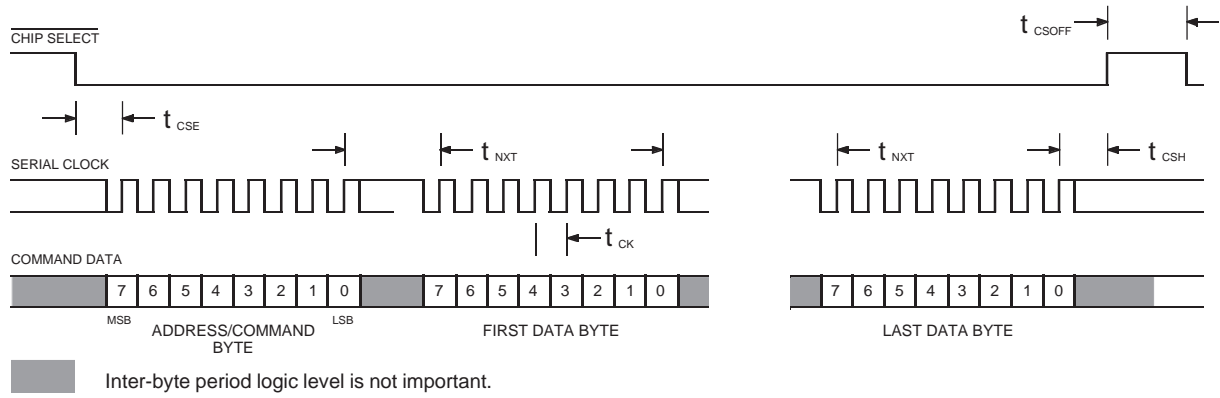 t CSOFF
CHIP SELECT
t CSE
SERIAL CLOCK
t NXT
t NXT
t CSH
t CK
COMMAND DATA
7 6 5 4 3 2 1 0
7 6 5 4 3 2 1 0
7 6 5 4 3 2 1 0
MSB
LSB
ADDRESS/COMMAND
BYTE
FIRST DATA BYTE
LAST DATA BYTE
Inter-byte period logic level is not important.